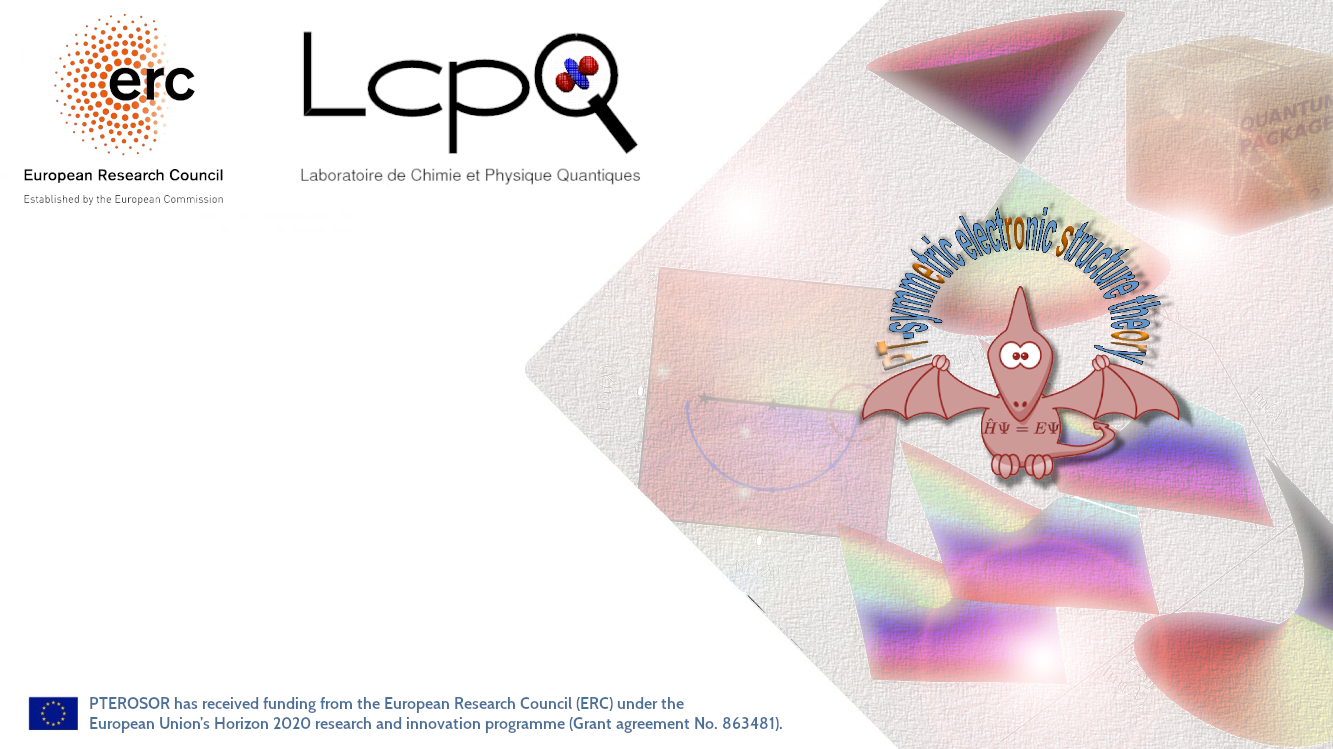 erc
European Research Council
Established by the European Commission
LcpQ
Laboratoire de Chimie et Physique Quantiques
QUANTUM
PACKAGE
PT-symmetric electronic structure theory
ĤΨ = EΨ
PTEROSOR has received funding from the European Research Council (ERC) under the
European Union's Horizon 2020 research and innovation programme (Grant agreement No. 863481).